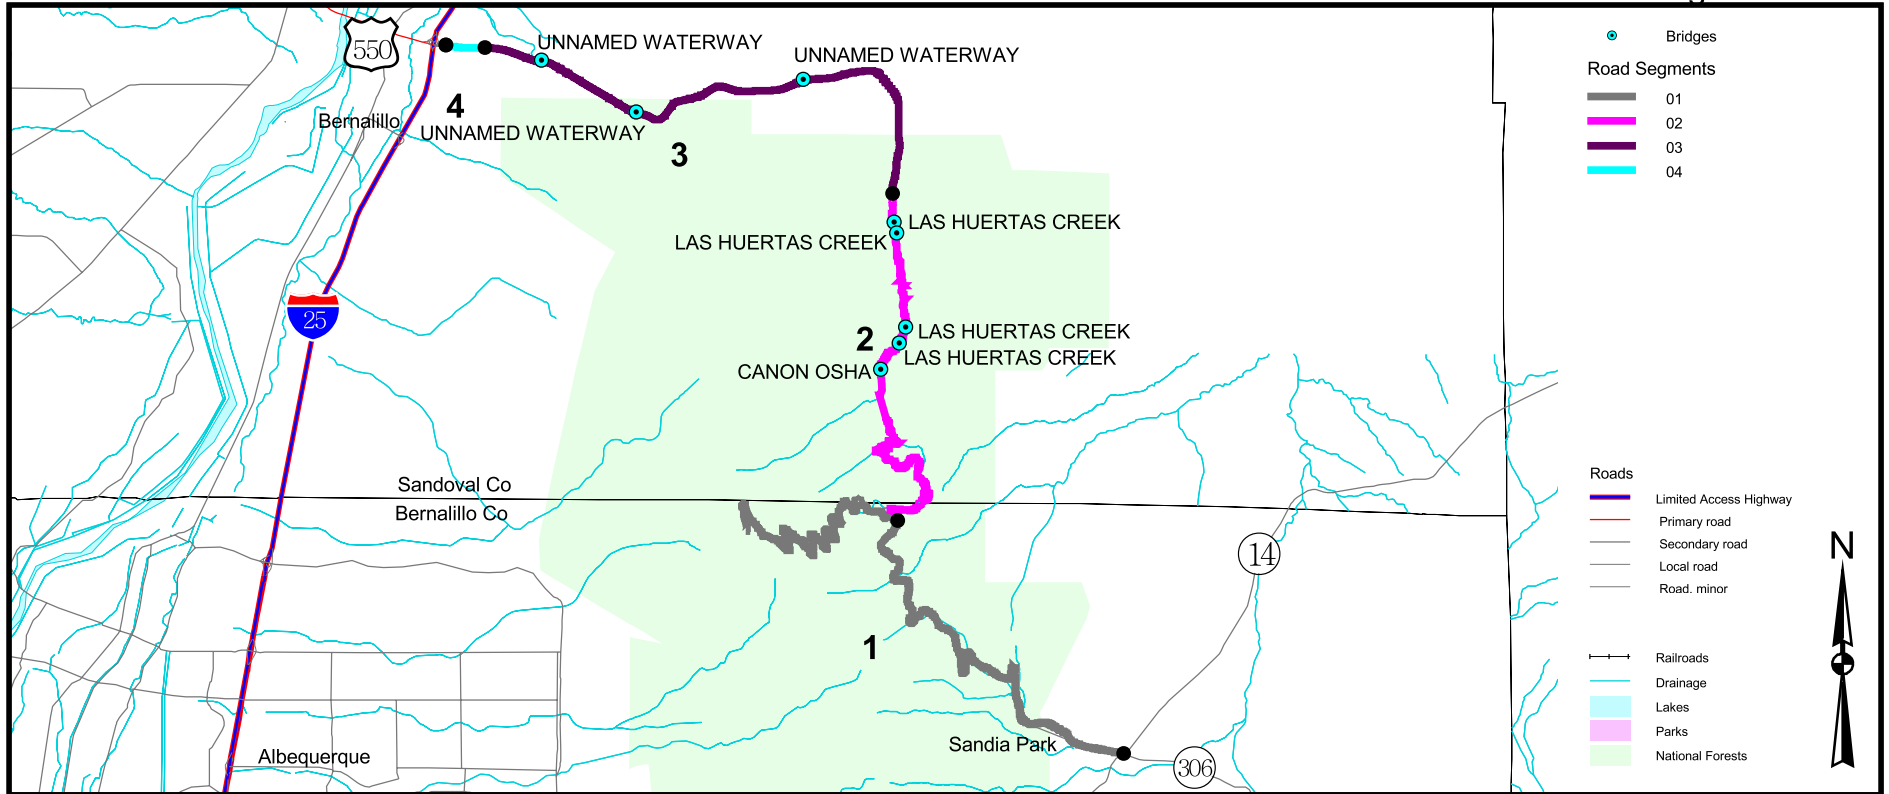 550
UNNAMED WATERWAY
UNNAMED WATERWAY
4
Bernalillo
UNNAMED WATERWAY
3
LAS HUERTAS CREEK
LAS HUERTAS CREEK
25
2
LAS HUERTAS CREEK
LAS HUERTAS CREEK
CANON OSHA
Sandoval Co
Bernalillo Co
14
1
Sandia Park
Albequerque
306
Bridges
Road Segments
01
02
03
04
Roads
Limited Access Highway
Primary road
Secondary road
Local road
Road. minor
Railroads
Drainage
Lakes
Parks
National Forests
N